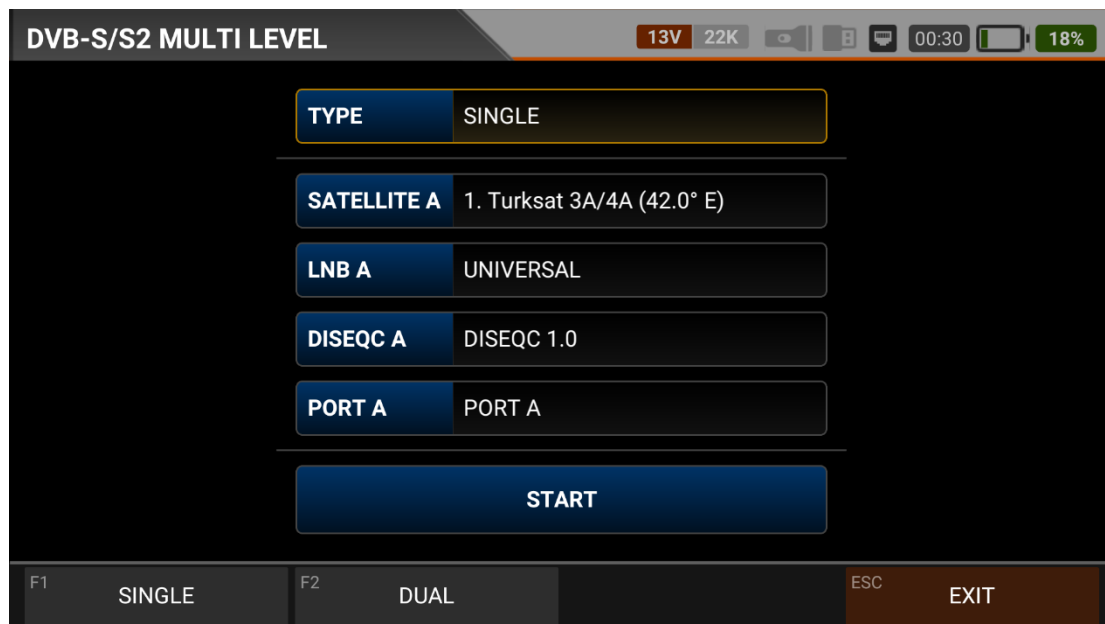 DVB-S/S2 MULTI LEVEL 13V 22K 00:30 18%
TYPE SINGLE
SATELLITE A 1. Turksat 3A/4A (42.0° E)
LNB A UNIVERSAL
DISEQC A DISEQC 1.0
PORT A PORT A
START
F1 SINGLE F2 DUAL ESC EXIT